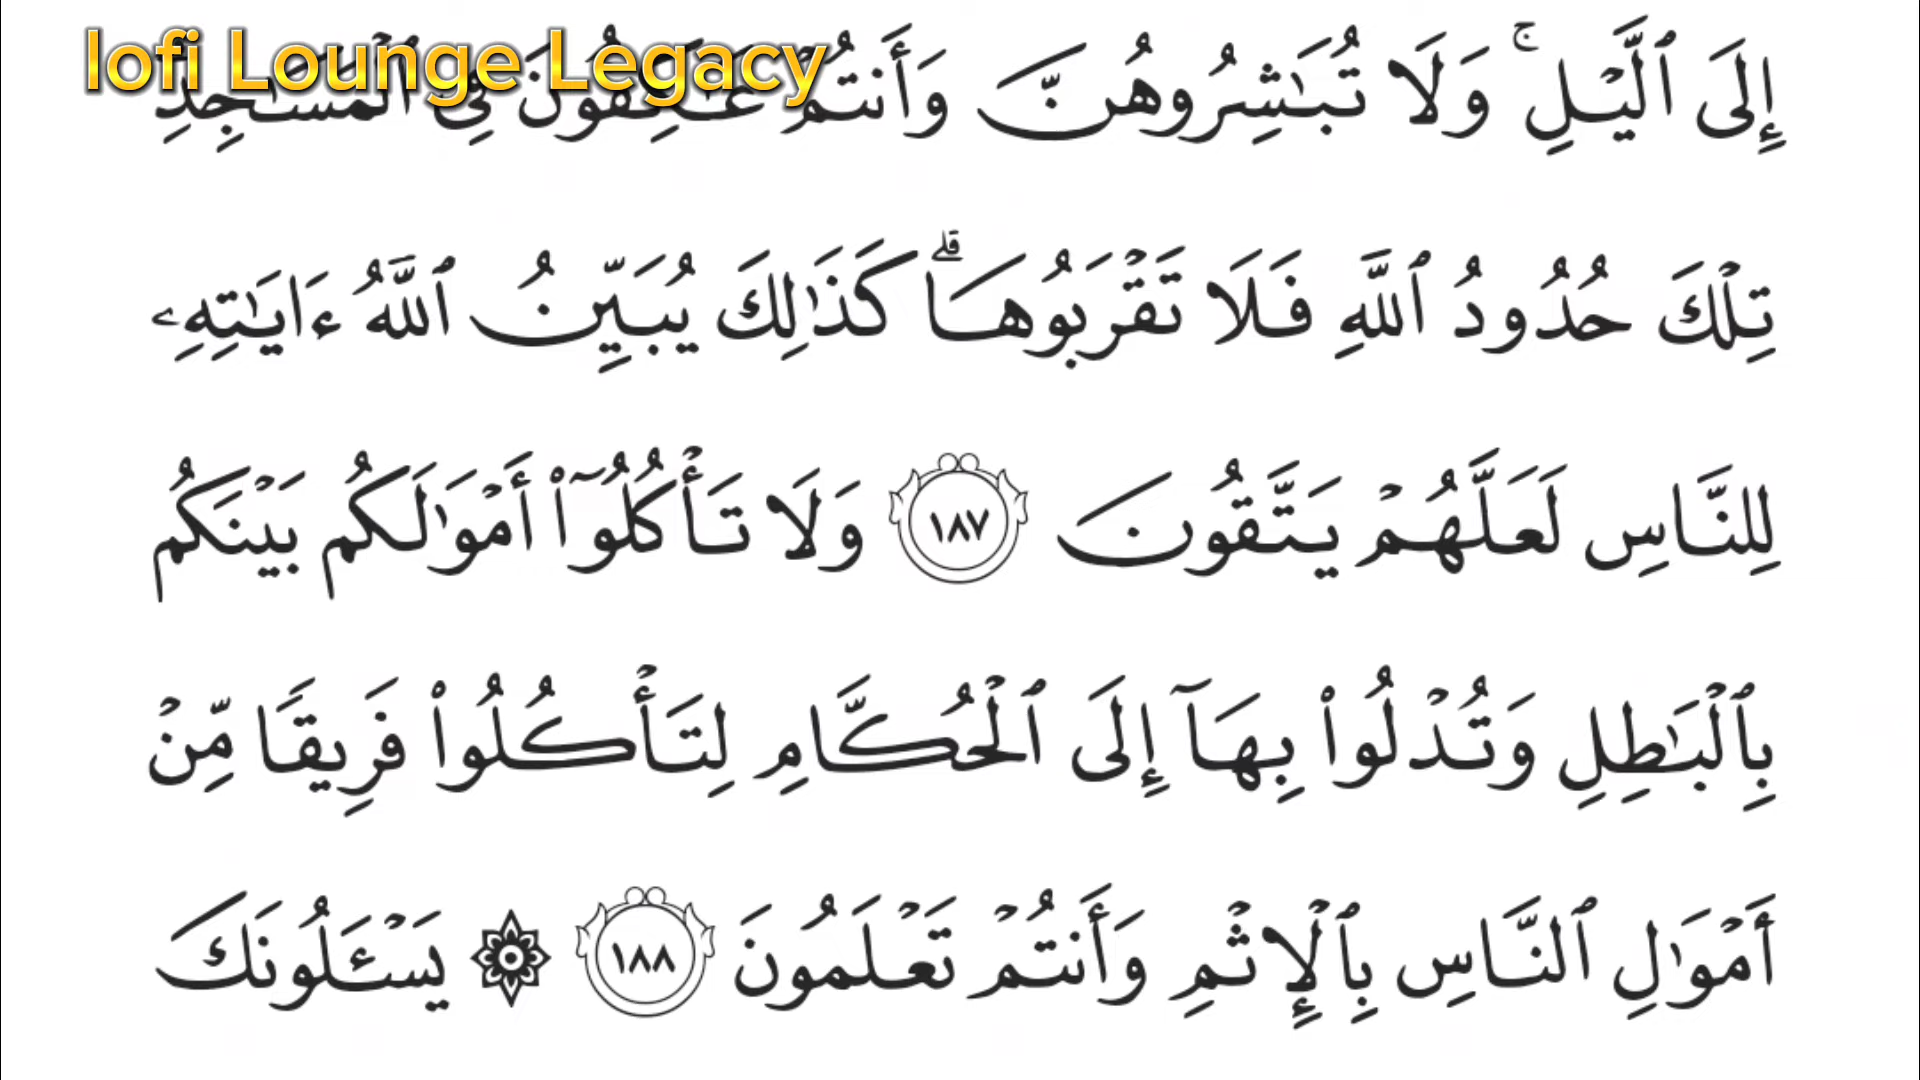 lofi Lounge Legacy
إِلَى ٱلَّيْلِ ۚ وَلَا تُبَـٰشِرُوهُنَّ وَأَنتُمْ عَـٰكِفُونَ فِى ٱلْمَسَـٰجِدِ
تِلْكَ حُدُودُ ٱللَّهِ فَلَا تَقْرَبُوهَا ۗ كَذَٰلِكَ يُبَيِّنُ ٱللَّهُ ءَايَـٰتِهِۦ
لِلنَّاسِ لَعَلَّهُمْ يَتَّقُونَ ١٨٧ وَلَا تَأْكُلُوٓا۟ أَمْوَٰلَكُم بَيْنَكُم
بِٱلْبَـٰطِلِ وَتُدْلُوا۟ بِهَآ إِلَى ٱلْحُكَّامِ لِتَأْكُلُوا۟ فَرِيقًا مِّنْ
أَمْوَٰلِ ٱلنَّاسِ بِٱلْإِثْمِ وَأَنتُمْ تَعْلَمُونَ ١٨٨ ۞ يَسْـَٔلُونَكَ